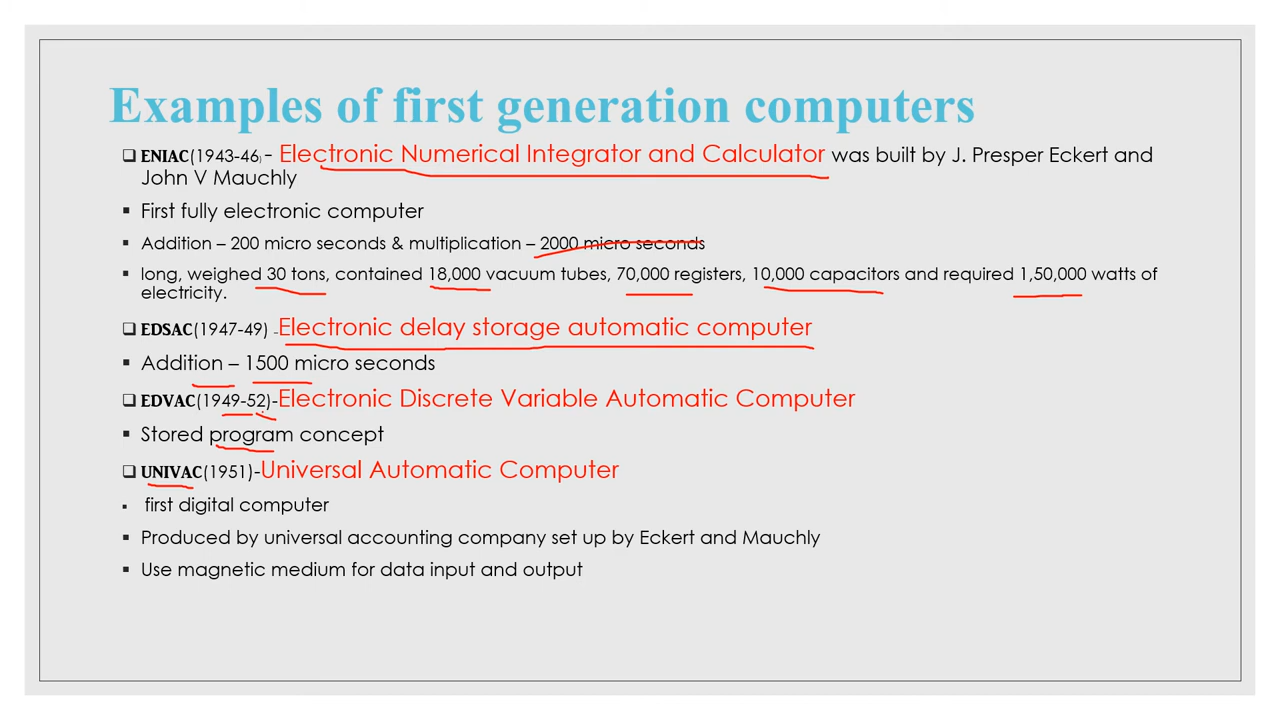 Examples of first generation computers
❑ ENIAC(1943-46) - Electronic Numerical Integrator and Calculator was built by J. Presper Eckert and
John V Mauchly
▪ First fully electronic computer
▪ Addition – 200 micro seconds & multiplication – 2000 micro seconds
▪ long, weighed 30 tons, contained 18,000 vacuum tubes, 70,000 registers, 10,000 capacitors and required 1,50,000 watts of
electricity.
❑ EDSAC(1947-49) -Electronic delay storage automatic computer
▪ Addition – 1500 micro seconds
❑ EDVAC(1949-52)-Electronic Discrete Variable Automatic Computer
▪ Stored program concept
❑ UNIVAC(1951)-Universal Automatic Computer
▪ first digital computer
▪ Produced by universal accounting company set up by Eckert and Mauchly
▪ Use magnetic medium for data input and output